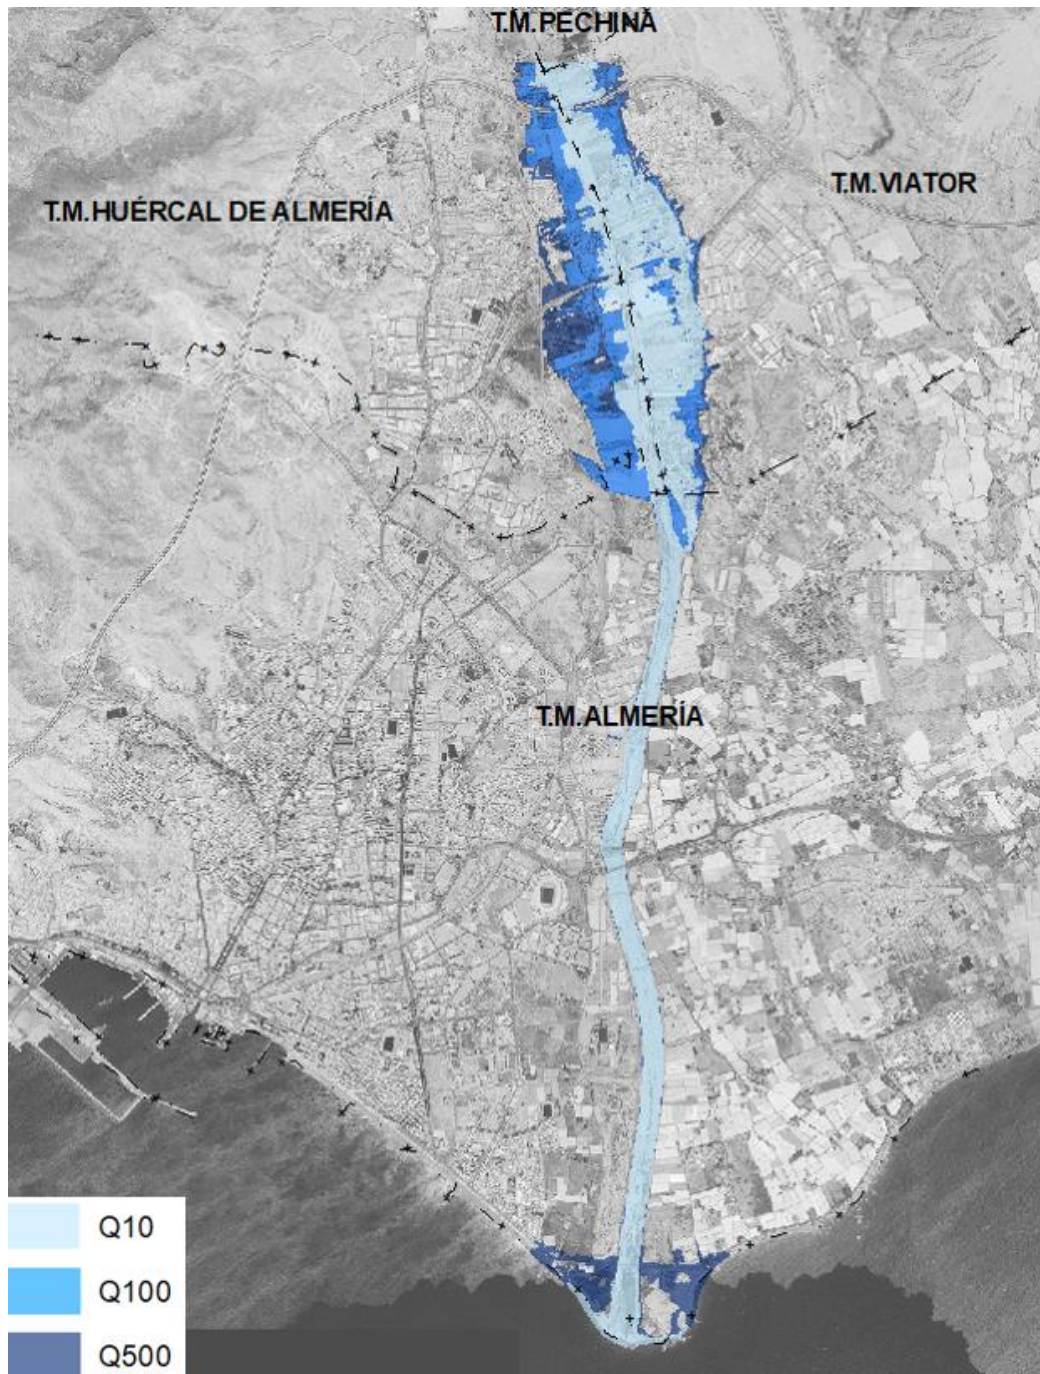 T.M.PECHINA
T.M.VIATOR
T.M.HUÉRCAL DE ALMERÍA
T.M.ALMERÍA
Q10
Q100
Q500